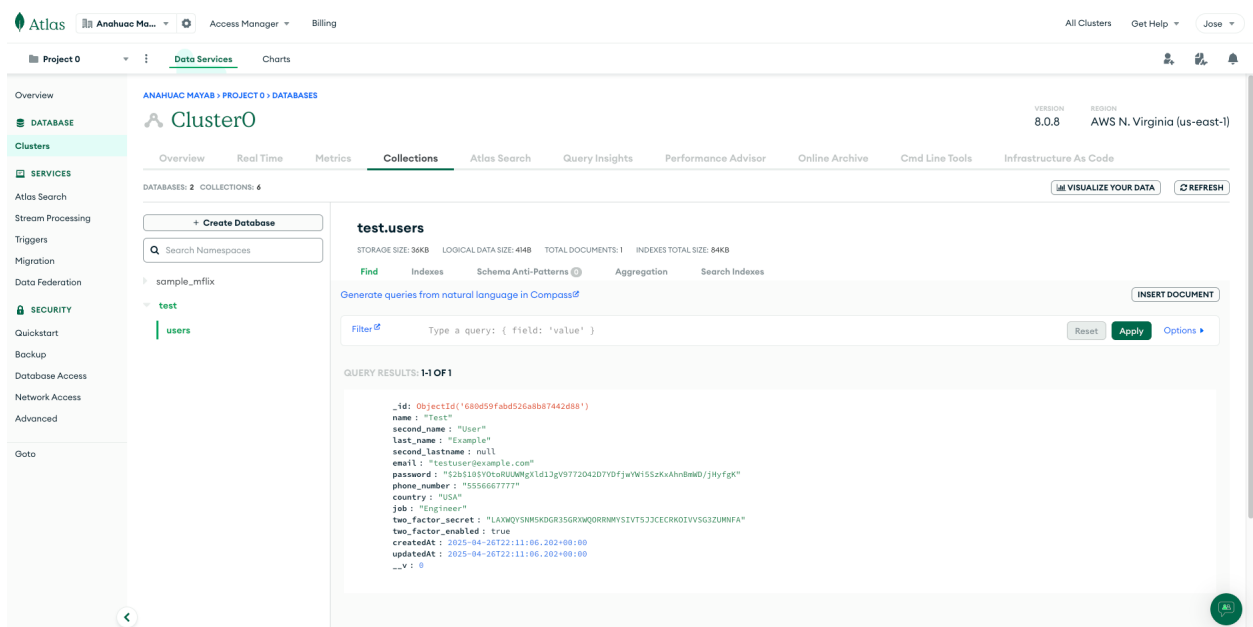 Atlas Anahuac Ma... Access Manager Billing All Clusters Get Help Jose
Project 0 Data Services Charts
Overview
DATABASE
Clusters
SERVICES
Atlas Search
Stream Processing
Triggers
Migration
Data Federation
SECURITY
Quickstart
Backup
Database Access
Network Access
Advanced
Goto
ANAHUAC MAYAB > PROJECT 0 > DATABASES
Cluster0
VERSION
8.0.8
REGION
AWS N. Virginia (us-east-1)
Overview Real Time Metrics Collections Atlas Search Query Insights Performance Advisor Online Archive Cmd Line Tools Infrastructure As Code
DATABASES: 2 COLLECTIONS: 6
VISUALIZE YOUR DATA REFRESH
+ Create Database
Search Namespaces
sample_mflix
test
users
test.users
STORAGE SIZE: 36KB LOGICAL DATA SIZE: 414B TOTAL DOCUMENTS: 1 INDEXES TOTAL SIZE: 84KB
Find Indexes Schema Anti-Patterns 0 Aggregation Search Indexes
Generate queries from natural language in Compass
INSERT DOCUMENT
Filter Type a query: { field: 'value' } Reset Apply Options
QUERY RESULTS: 1-1 OF 1
_id: ObjectId('680d59fabd526a8b87442d88')
name : "Test"
second_name : "User"
last_name : "Example"
second_lastname : null
email : "testuser@example.com"
password : "$2b$10$YOtoRUUWMgXld1JgV9772O42D7YDfjwYWi5SzKxAhnBmWD/jHyfgK"
phone_number : "5556667777"
country : "USA"
job : "Engineer"
two_factor_secret : "LAXWQYSNM5KDGR35GRXWQORRNMYSIVT5JJCECRKOIVVSG3ZUMNFA"
two_factor_enabled : true
createdAt : 2025-04-26T22:11:06.202+00:00
updatedAt : 2025-04-26T22:11:06.202+00:00
__v : 0